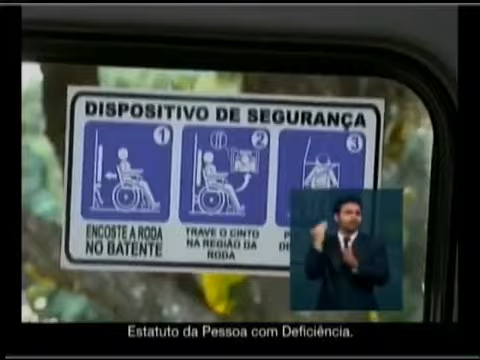 DISPOSITIVO DE SEGURANÇA
1
2
3
ENCOSTE A RODA
NO BATENTE
TRAVE O CINTO
NA REGIÃO DA
RODA
Estatuto da Pessoa com Deficiência.